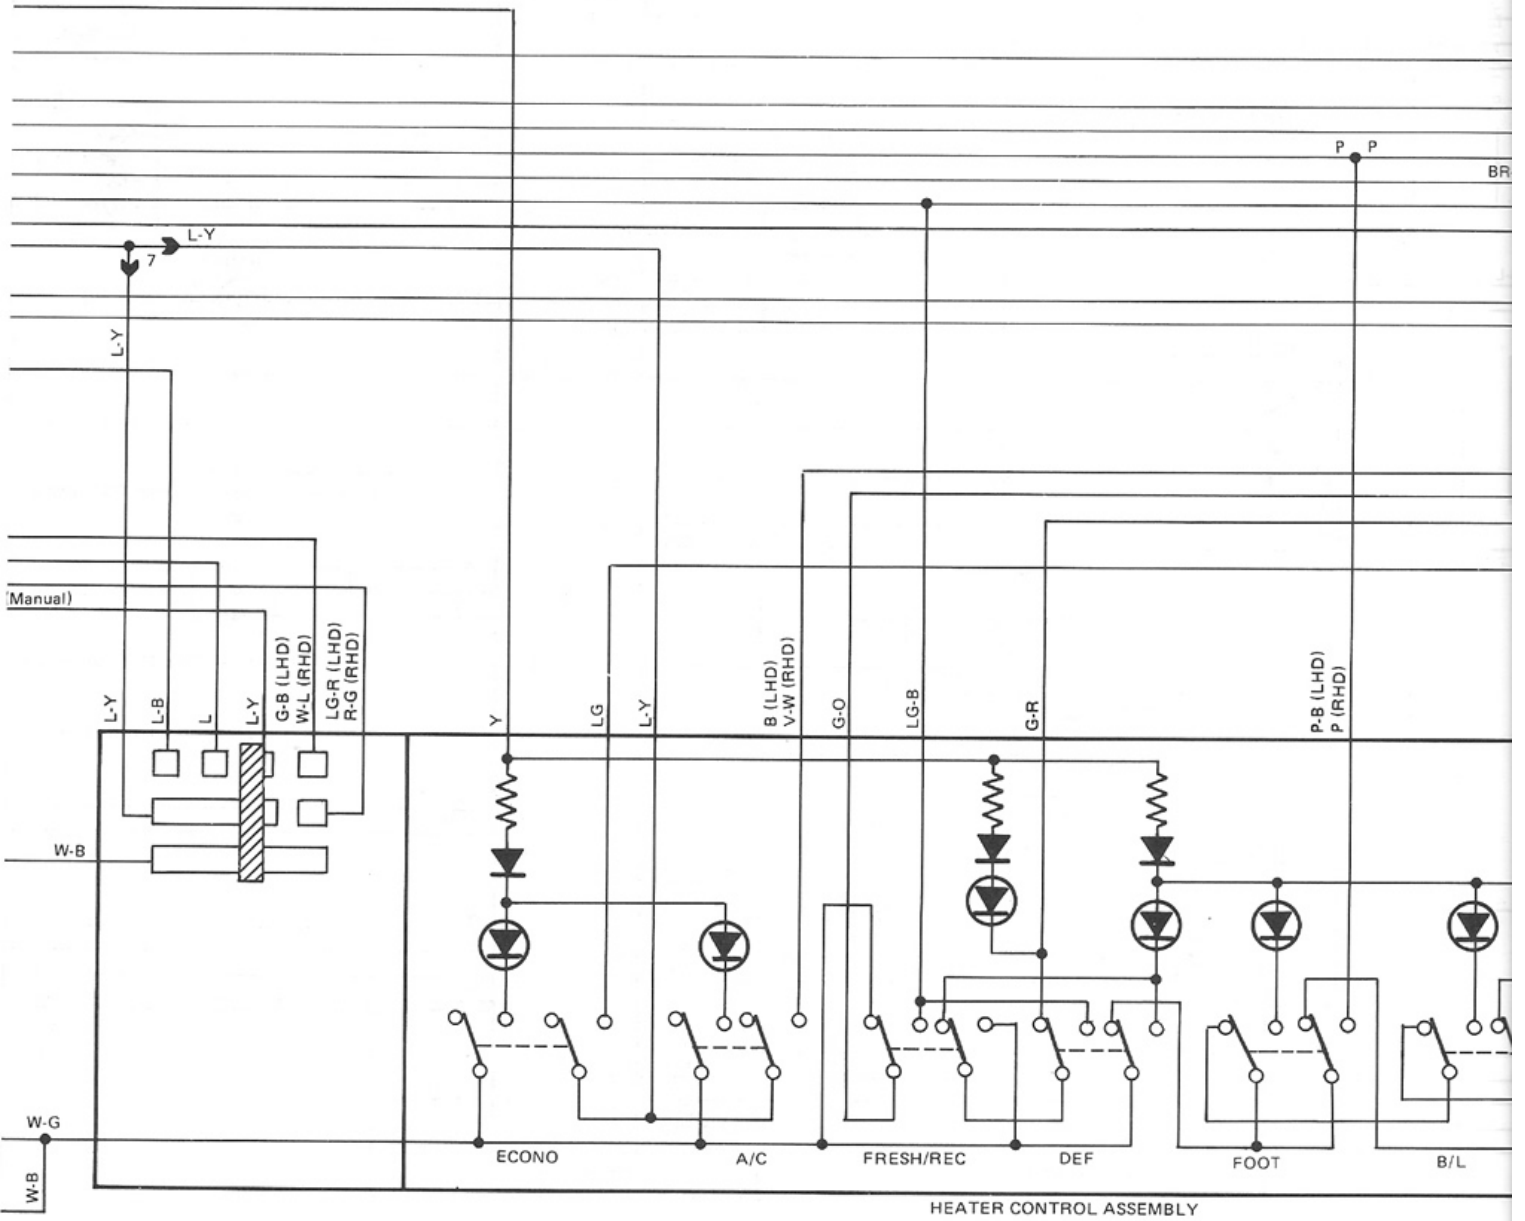 P P
BR
L-Y
7
L-Y
(Manual)
L-Y
L-B
L
L-Y
G-B (LHD)
W-L (RHD)
LG-R (LHD)
R-G (RHD)
Y
LG
L-Y
B (LHD)
V-W (RHD)
G-O
LG-B
G-R
P-B (LHD)
P (RHD)
W-B
W-G
W-B
ECONO
A/C
FRESH/REC
DEF
FOOT
B/L
HEATER CONTROL ASSEMBLY